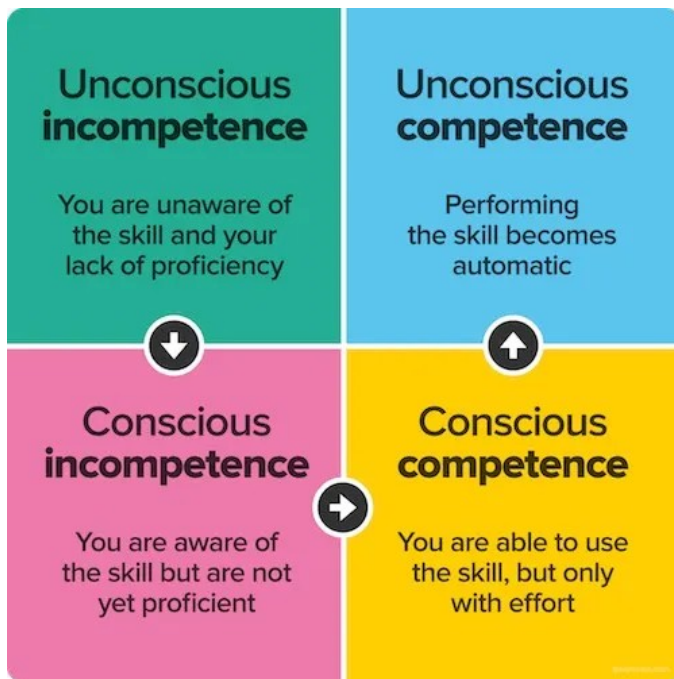 Unconscious
incompetence
You are unaware of
the skill and your
lack of proficiency
Unconscious
competence
Performing
the skill becomes
automatic
Conscious
incompetence
You are aware of
the skill but are not
yet proficient
Conscious
competence
You are able to use
the skill, but only
with effort